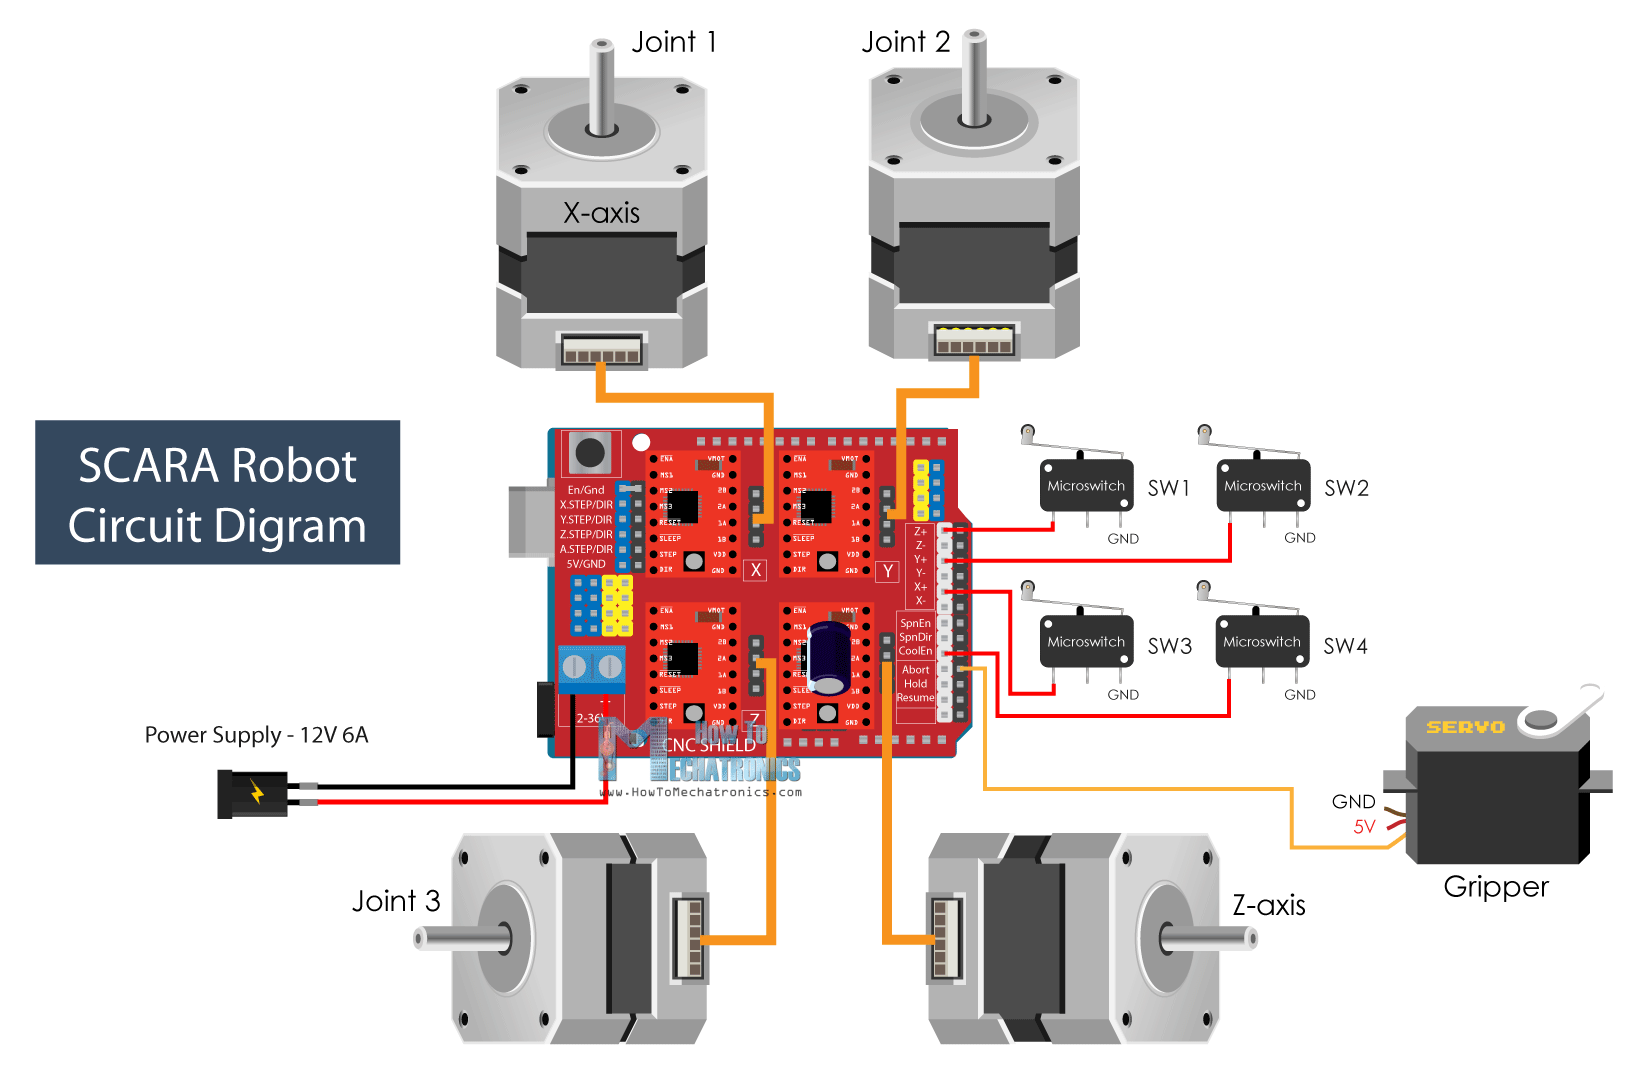 Joint 1
Joint 2
X-axis
SCARA Robot
Circuit Digram
En/Gnd
X.STEP/DIR
Y.STEP/DIR
Z.STEP/DIR
A.STEP/DIR
5V/GND
ENA
VMOT
MS1
GND
MS2
2B
MS3
2A
RESET
1A
SLEEP
1B
STEP
VDD
DIR
GND
X
ENA
VMOT
MS1
GND
MS2
2B
MS3
2A
RESET
1A
SLEEP
1B
STEP
VDD
DIR
GND
Y
Z+
Z-
Y+
Y-
X+
X-
SpnEn
SpnDir
CoolEn
Abort
Hold
Resume
Microswitch
SW1
GND
Microswitch
SW2
GND
Microswitch
SW3
GND
Microswitch
SW4
GND
ENA
VMOT
MS1
GND
MS3
2A
RESET
1A
SLEEP
1B
STEP
VDD
DIR
GND
Z
ENA
VMOT
MS1
GND
MS2
2B
MS3
2A
RESET
1A
SLEEP
1B
STEP
VDD
DIR
GND
CNC SHIELD
How To
MECHATRONICS
www.HowToMechatronics.com
Power Supply - 12V 6A
SERVO
GND
5V
Gripper
Joint 3
Z-axis